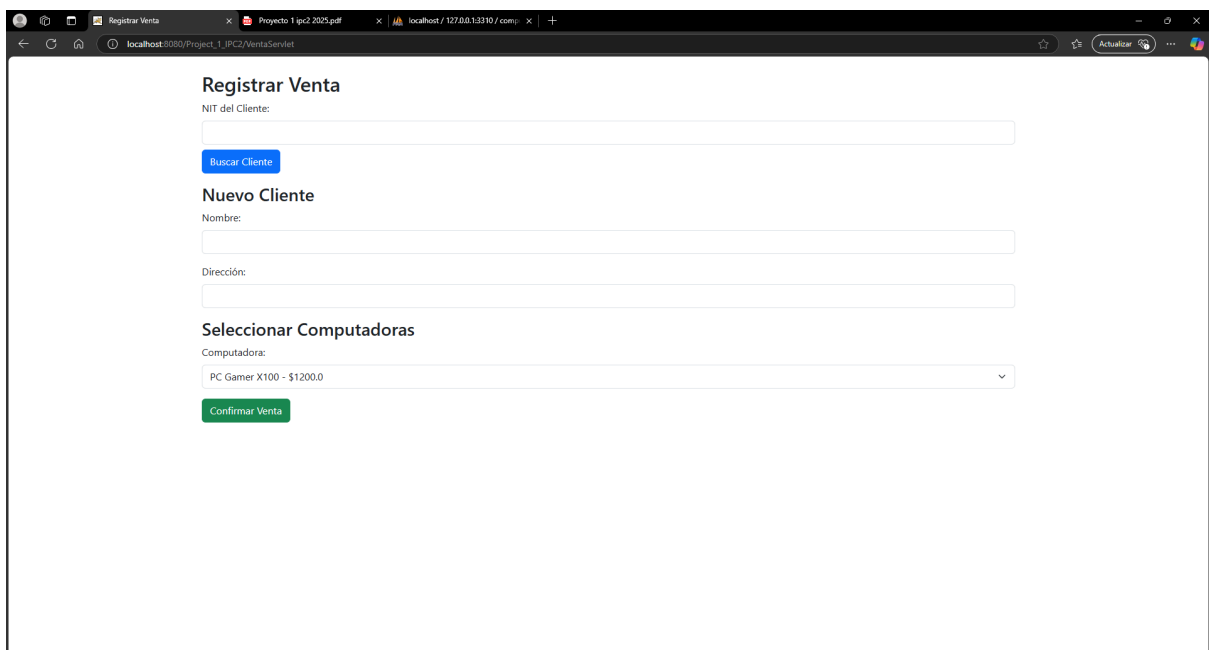 Registrar Venta
Proyecto 1 ipc2 2025.pdf
localhost / 127.0.0.1:3310 / comp
localhost:8080/Project_1_IPC2/VentaServlet
Actualizar
Registrar Venta
NIT del Cliente:
Buscar Cliente
Nuevo Cliente
Nombre:
Dirección:
Seleccionar Computadoras
Computadora:
PC Gamer X100 - $1200.0
Confirmar Venta